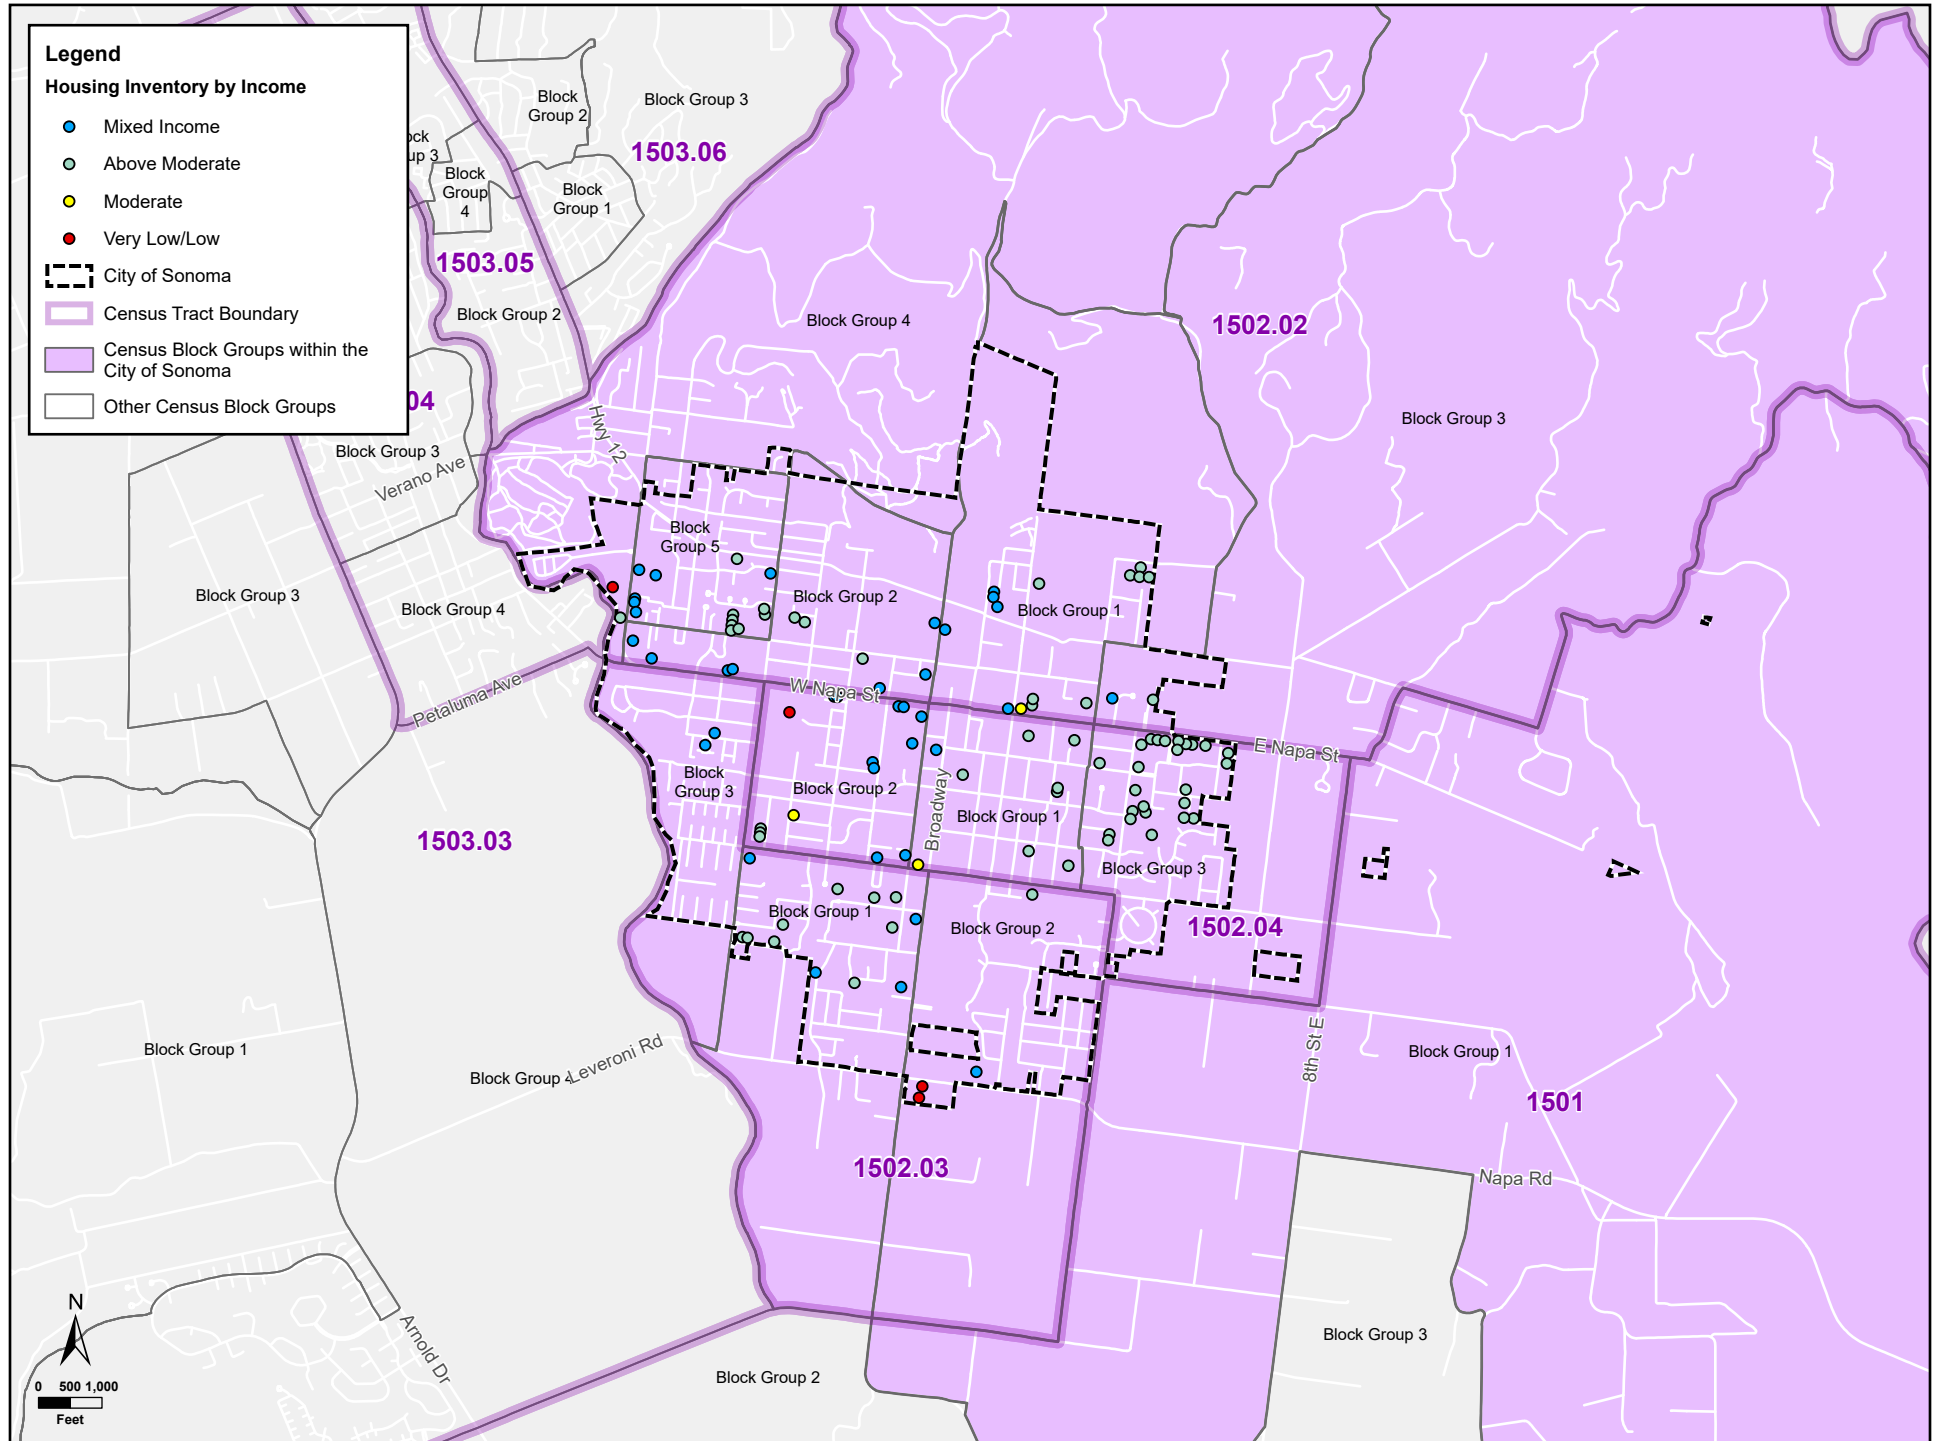 Legend
Housing Inventory by Income
Mixed Income
Above Moderate
Moderate
Very Low/Low
City of Sonoma
Census Tract Boundary
Census Block Groups within the
City of Sonoma
Other Census Block Groups
Block
Group 2
Block Group 3
1503.06
up 3
Block
Group
4
Block
Group 1
1503.05
Block Group 2
04
Block Group 3
Verano Ave
Hwy 12
Block Group 4
1502.02
Block Group 3
Block
Group 5
Block Group 3
Block Group 4
Block Group 2
Block Group 1
Petaluma Ave
W Napa St
E Napa St
Block
Group 3
Block Group 2
Broadway
Block Group 1
1503.03
Block Group 3
Block Group 1
Block Group 2
1502.04
Block Group 1
Block Group
Leveroni Rd
8th St E
Block Group 1
1501
1502.03
Napa Rd
Arnold Dr
Block Group 3
Block Group 2
N
0 500 1,000
Feet